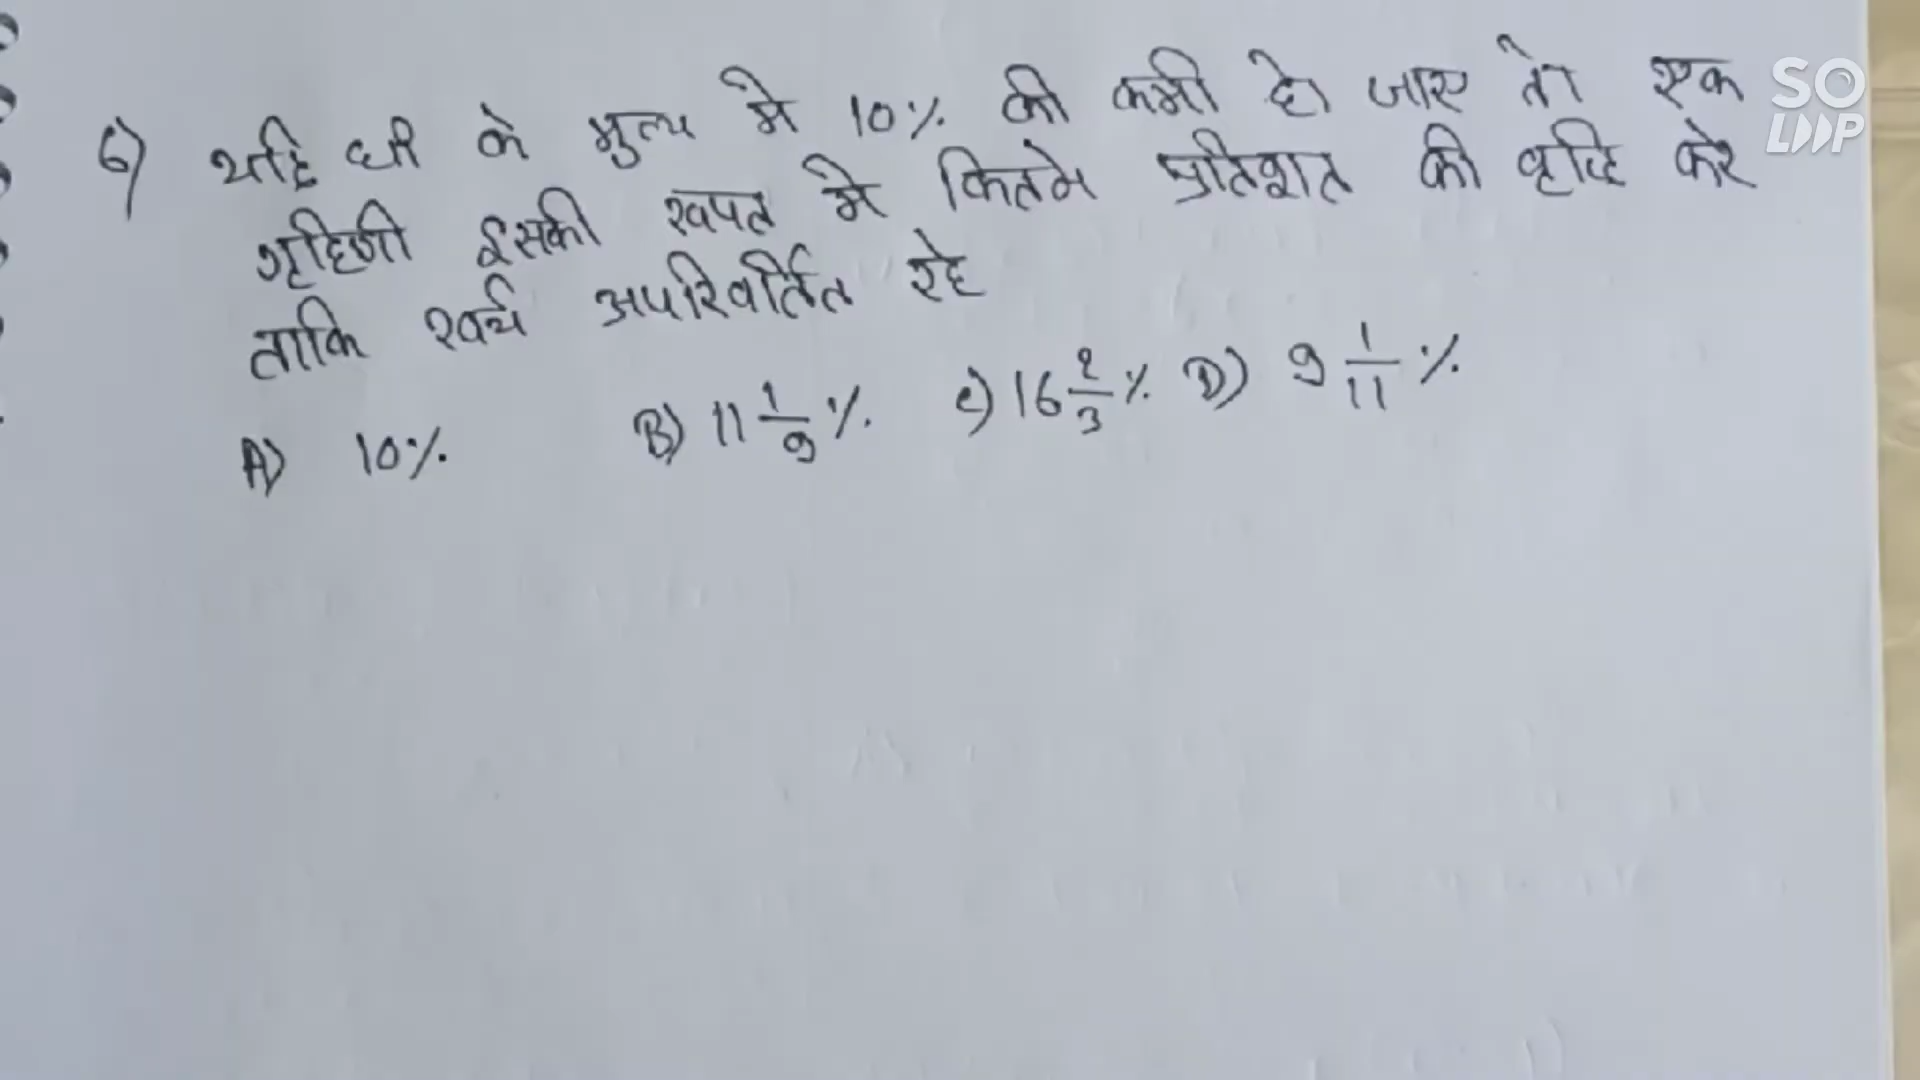 6) यदि घी के मुल्य मे 10% की कमी हो जाए तो एक
गृहिणी इसकी खपत मे कितने प्रतिशत की वृद्धि करे
ताकि खर्च अपरिवर्तित रहे
A) 10% B) 11 1/9 % C) 16 2/3 % D) 9 1/11 %
SO
LOOP